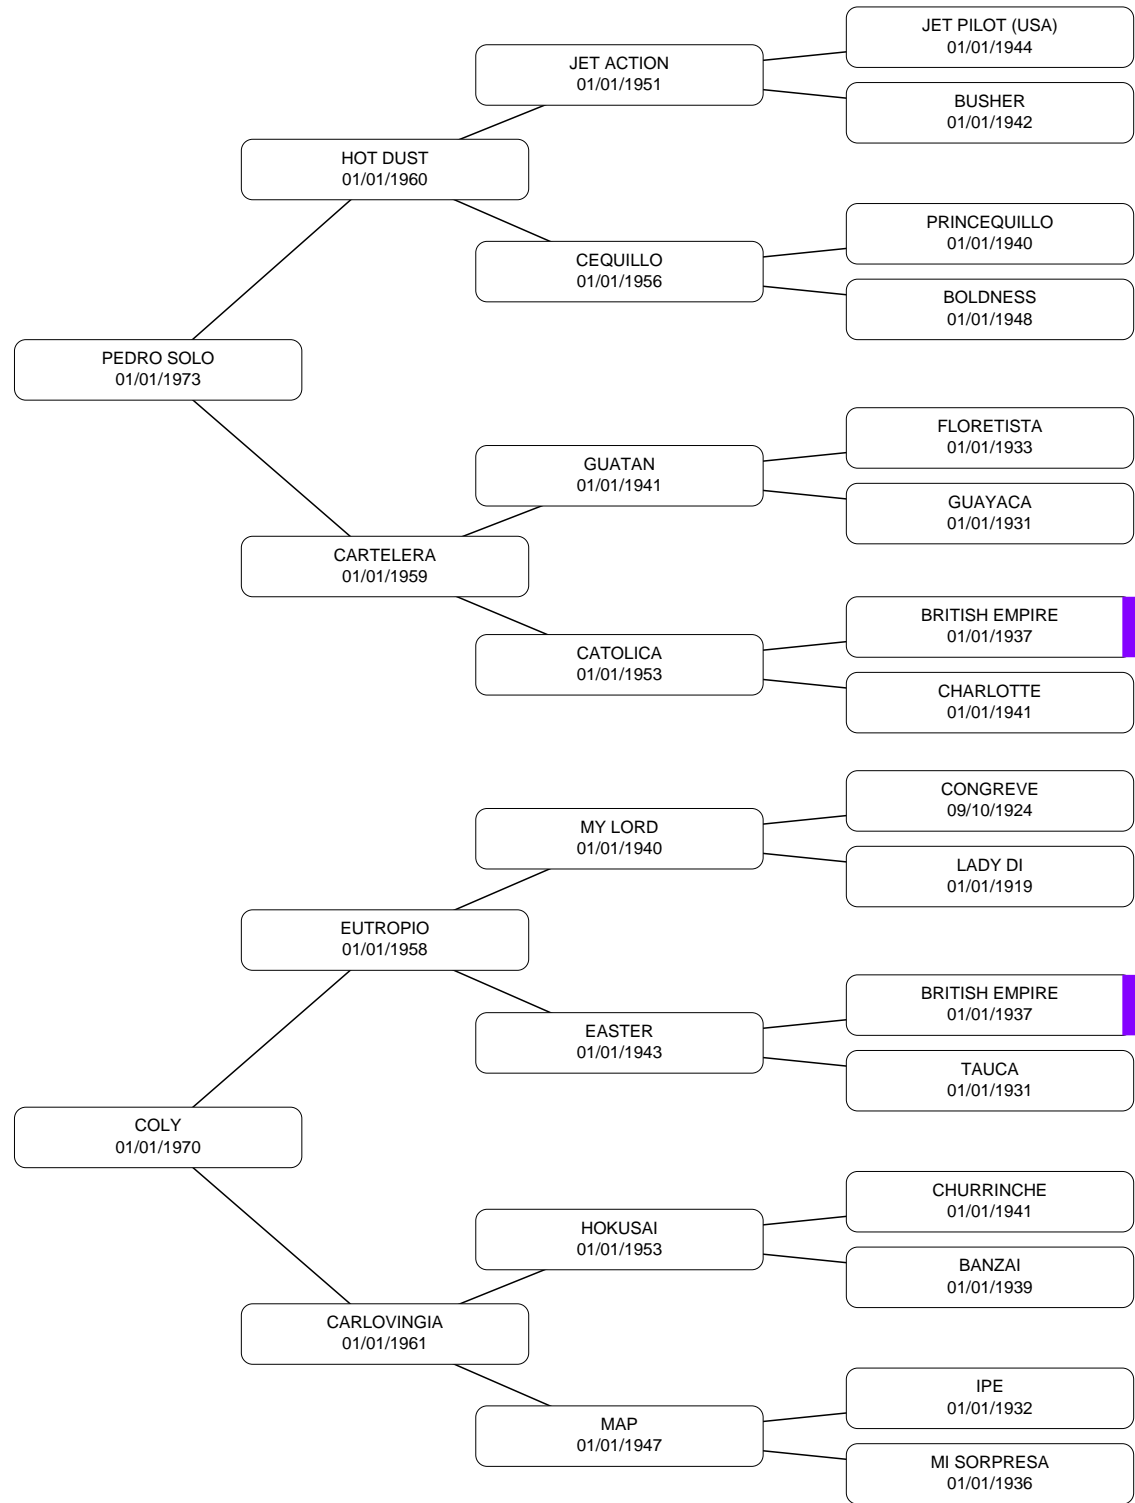 JET PILOT (USA)
01/01/1944
JET ACTION
01/01/1951
BUSHER
01/01/1942
HOT DUST
01/01/1960
PRINCEQUILLO
01/01/1940
CEQUILLO
01/01/1956
BOLDNESS
01/01/1948
PEDRO SOLO
01/01/1973
FLORETISTA
01/01/1933
GUATAN
01/01/1941
GUAYACA
01/01/1931
CARTELERA
01/01/1959
BRITISH EMPIRE
01/01/1937
CATOLICA
01/01/1953
CHARLOTTE
01/01/1941
CONGREVE
09/10/1924
MY LORD
01/01/1940
LADY DI
01/01/1919
EUTROPIO
01/01/1958
BRITISH EMPIRE
01/01/1937
EASTER
01/01/1943
TAUCA
01/01/1931
COLY
01/01/1970
CHURRINCHE
01/01/1941
HOKUSAI
01/01/1953
BANZAI
01/01/1939
CARLOVINGIA
01/01/1961
IPE
01/01/1932
MAP
01/01/1947
MI SORPRESA
01/01/1936